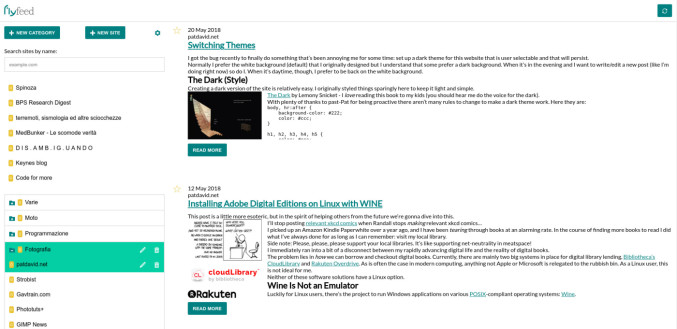 flyfeed
+ NEW CATEGORY
+ NEW SITE
Search sites by name:
example.com
Spinoza
BPS Research Digest
terremoti, sismologia ed altre sciocchezze
MedBunker - Le scomode verità
D I S . A M B . I G . U A N D O
Keynes blog
Code for more
Varie
Moto
Programmazione
Fotografia
patdavid.net
Strobist
Gavtrain.com
Phototuts+
GIMP News
20 May 2018
patdavid.net
Switching Themes
I got the bug recently to finally do something that's been annoying me for some time: set up a dark theme for this website that is user selectable and that will persist.
Normally I prefer the white background (default) that I originally designed but I understand that some prefer a dark background. When it's in the evening and I want to write/edit a new post (like I'm
doing right now) so do I. When it's daytime, though, I prefer to be back on the white background.
The Dark (Style)
Creating a dark version of the site is relatively easy. I originally styled things sparingly here to keep it light and simple.
The Dark by Lemony Snicket - I love reading this book to my kids (you should hear me do the voice for the dark).
With plenty of thanks to past-Pat for being proactive there aren't many rules to change to make a dark theme work. Here they are:
body, hr:after {
background-color: #222;
color: #ccc;
}
h1, h2, h3, h4, h5 {
READ MORE
12 May 2018
patdavid.net
Installing Adobe Digital Editions on Linux with WINE
This post is a little more esoteric, but in the spirit of helping others from the future we're gonna dive into this.
I'll stop posting relevant xkcd comics when Randall stops making relevant xkcd comics...
I picked up an Amazon Kindle Paperwhite over a year ago, and I have been tearing through books at an alarming rate. In the course of finding more books to read I did
what I've always done for as long as I can remember: visit my local library.
Side note: Please, please, please support your local libraries. It's like supporting net-neutrality in meatspace!
I immediately ran into a bit of a disconnect between my rapidly advancing digital life and the reality of digital books.
The problem lies in how we can borrow and checkout digital books. Currently, there are mainly two big systems in place for digital library lending, Bibliotheca's
CloudLibrary and Rakuten Overdrive. As is often the case in modern computing, anything not Apple or Microsoft is relegated to the rubbish bin. As a Linux user, this
is not ideal for me.
Neither of those software solutions have a Linux option.
cloudLibrary
by bibliotheca
Rakuten
Wine Is Not an Emulator
Luckily for Linux users, there's the project to run Windows applications on various POSIX-compliant operating systems: Wine.
READ MORE